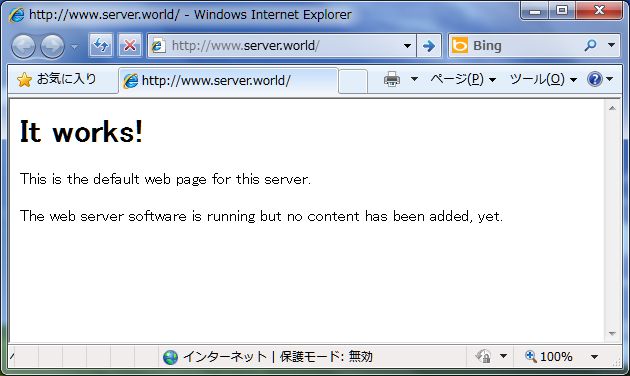 http://www.server.world/ - Windows Internet Explorer
http://www.server.world/
Bing
お気に入り
http://www.server.world/
ページ(P)
ツール(O)
It works!
This is the default web page for this server.
The web server software is running but no content has been added, yet.
インターネット | 保護モード: 無効
100%